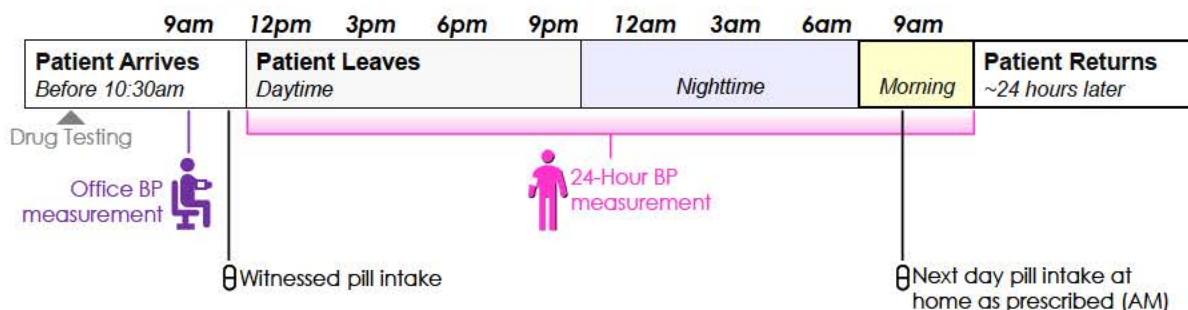 9am 12pm 3pm 6pm 9pm 12am 3am 6am 9am
Patient Arrives
Before 10:30am
Patient Leaves
Daytime
Nighttime
Morning
Patient Returns
~24 hours later
Drug Testing
Office BP
measurement
24-Hour BP
measurement
Witnessed pill intake
Next day pill intake at
home as prescribed (AM)